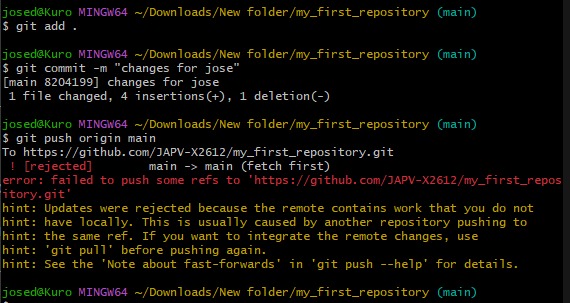 josed@Kuro MINGW64 ~/Downloads/New folder/my_first_repository (main)
$ git add .
josed@Kuro MINGW64 ~/Downloads/New folder/my_first_repository (main)
$ git commit -m "changes for jose"
[main 8204199] changes for jose
 1 file changed, 4 insertions(+), 1 deletion(-)
josed@Kuro MINGW64 ~/Downloads/New folder/my_first_repository (main)
$ git push origin main
To https://github.com/JAPV-X2612/my_first_repository.git
 ! [rejected]        main -> main (fetch first)
error: failed to push some refs to 'https://github.com/JAPV-X2612/my_first_repos
itory.git'
hint: Updates were rejected because the remote contains work that you do not
hint: have locally. This is usually caused by another repository pushing to
hint: the same ref. If you want to integrate the remote changes, use
hint: 'git pull' before pushing again.
hint: See the 'Note about fast-forwards' in 'git push --help' for details.
josed@Kuro MINGW64 ~/Downloads/New folder/my_first_repository (main)